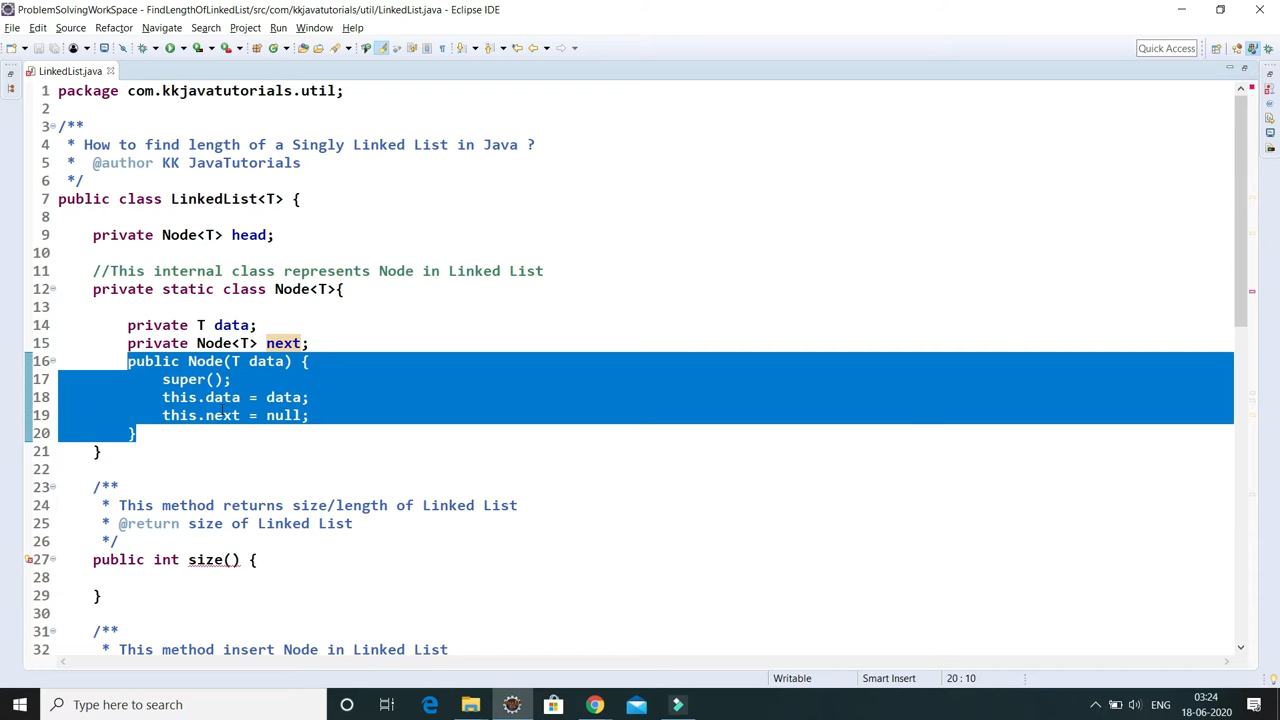 ProblemSolvingWorkSpace - FindLengthOfLinkedList/src/com/kkjavatutorials/util/LinkedList.java - Eclipse IDE
File Edit Source Refactor Navigate Search Project Run Window Help
Quick Access
LinkedList.java
1 package com.kkjavatutorials.util;
2
3 /**
4 * How to find length of a Singly Linked List in Java ?
5 * @author KK JavaTutorials
6 */
7 public class LinkedList<T> {
8
9 private Node<T> head;
10
11 //This internal class represents Node in Linked List
12 private static class Node<T>{
13
14 private T data;
15 private Node<T> next;
16 public Node(T data) {
17 super();
18 this.data = data;
19 this.next = null;
20 }
21 }
22
23 /**
24 * This method returns size/length of Linked List
25 * @return size of Linked List
26 */
27 public int size() {
28
29 }
30
31 /**
32 * This method insert Node in Linked List
Writable Smart Insert 20 : 10
Type here to search
ENG
03:24
18-06-2020